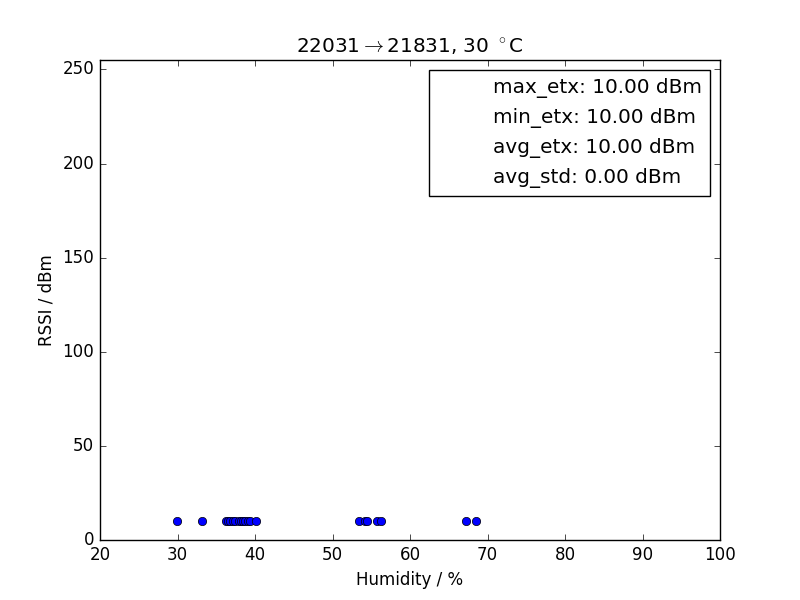 22031→21831, 30 °C
max_etx: 10.00 dBm
min_etx: 10.00 dBm
avg_etx: 10.00 dBm
avg_std: 0.00 dBm
250
200
150
100
50
0
RSSI / dBm
20 30 40 50 60 70 80 90 100
Humidity / %